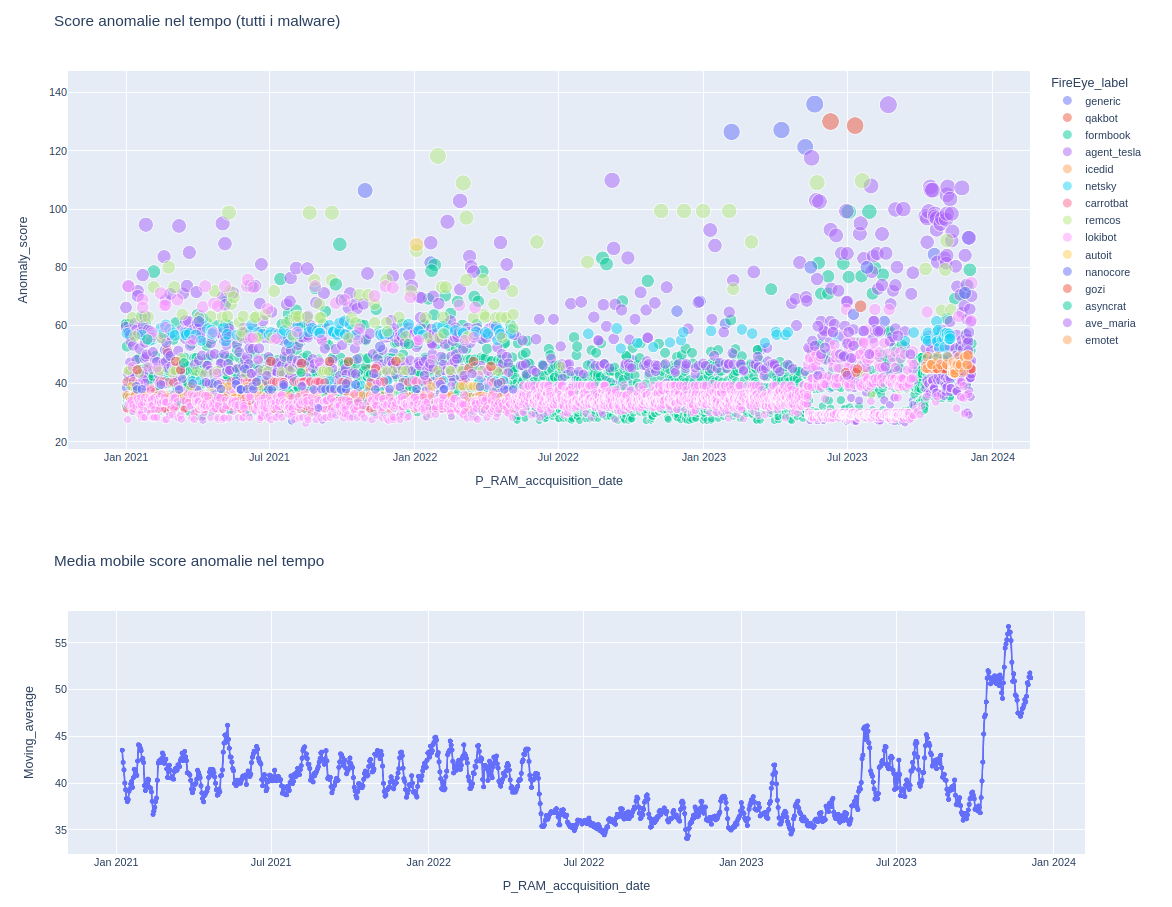 Score anomalie nel tempo (tutti i malware)
140
120
100
80
60
40
20
Anomaly_score
Jan 2021
Jul 2021
Jan 2022
Jul 2022
Jan 2023
Jul 2023
Jan 2024
P_RAM_accquisition_date
FireEye_label
generic
qakbot
formbook
agent_tesla
icedid
netsky
carrotbat
remcos
lokibot
autoit
nanocore
gozi
asyncrat
ave_maria
emotet
Media mobile score anomalie nel tempo
55
50
45
40
35
Moving_average
Jan 2021
Jul 2021
Jan 2022
Jul 2022
Jan 2023
Jul 2023
Jan 2024
P_RAM_accquisition_date